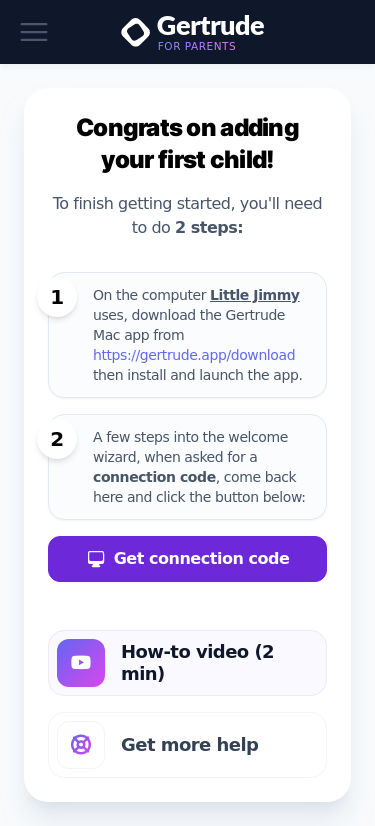 Gertrude
FOR PARENTS
Congrats on adding
your first child!
To finish getting started, you'll need
to do 2 steps:
1
On the computer Little Jimmy
uses, download the Gertrude
Mac app from
https://gertrude.app/download
then install and launch the app.
2
A few steps into the welcome
wizard, when asked for a
connection code, come back
here and click the button below:
Get connection code
How-to video (2
min)
Get more help